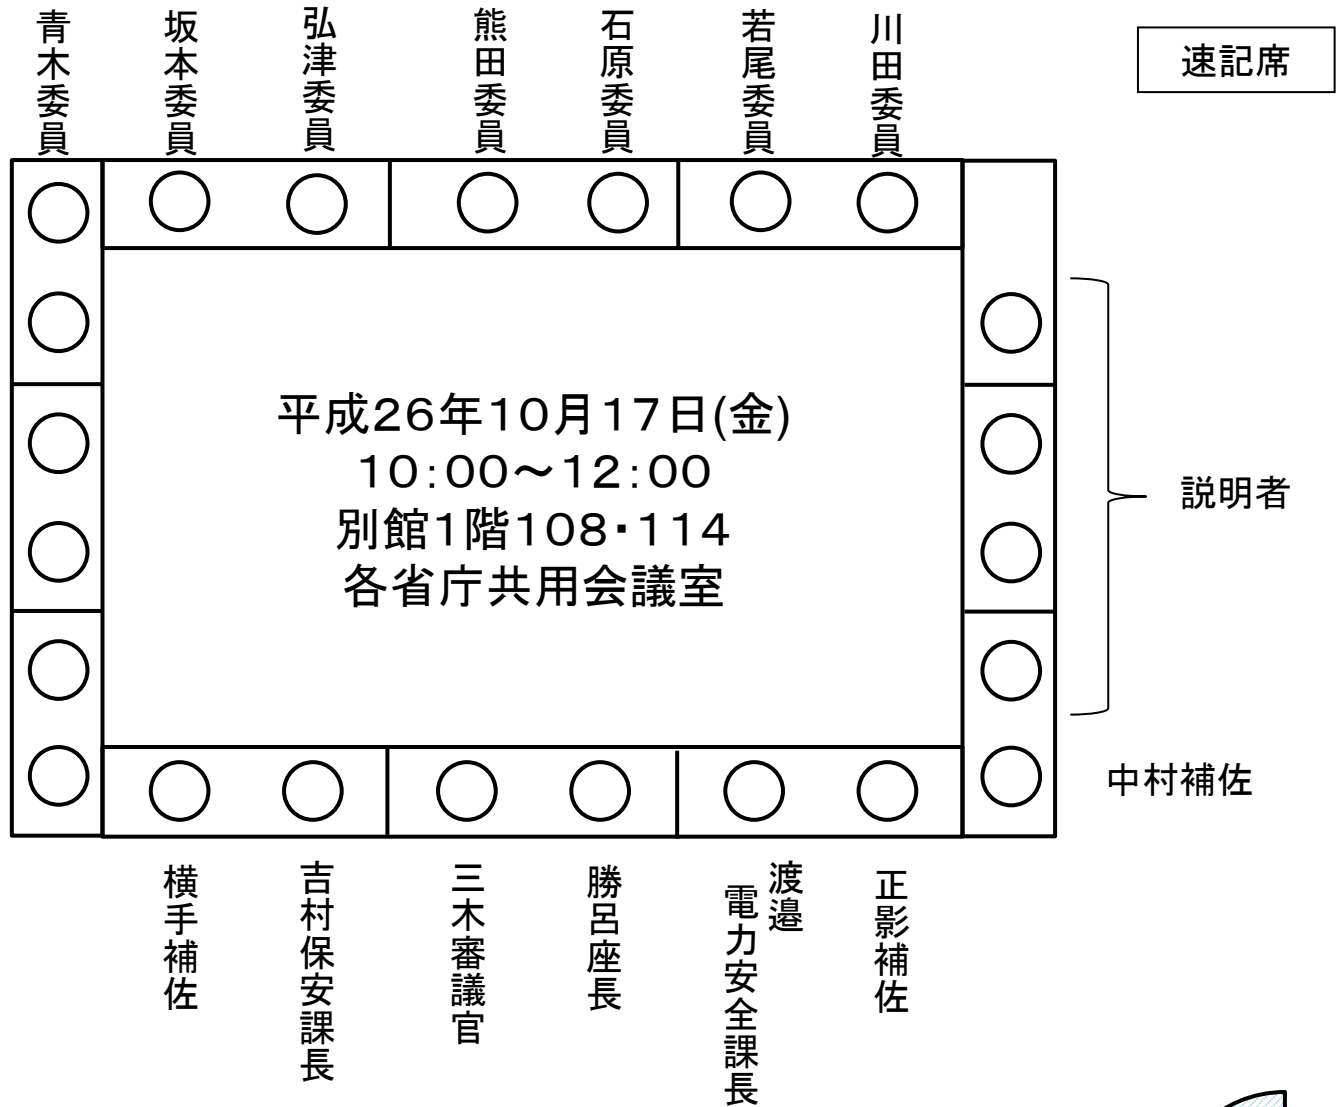 青木委員
坂本委員
弘津委員
熊田委員
石原委員
若尾委員
川田委員
速記席
平成26年10月17日(金)
10:00～12:00
別館1階108・114
各省庁共用会議室
説明者
中村補佐
横手補佐
吉村保安課長
三木審議官
勝呂座長
渡邉
電力安全課長
正影補佐